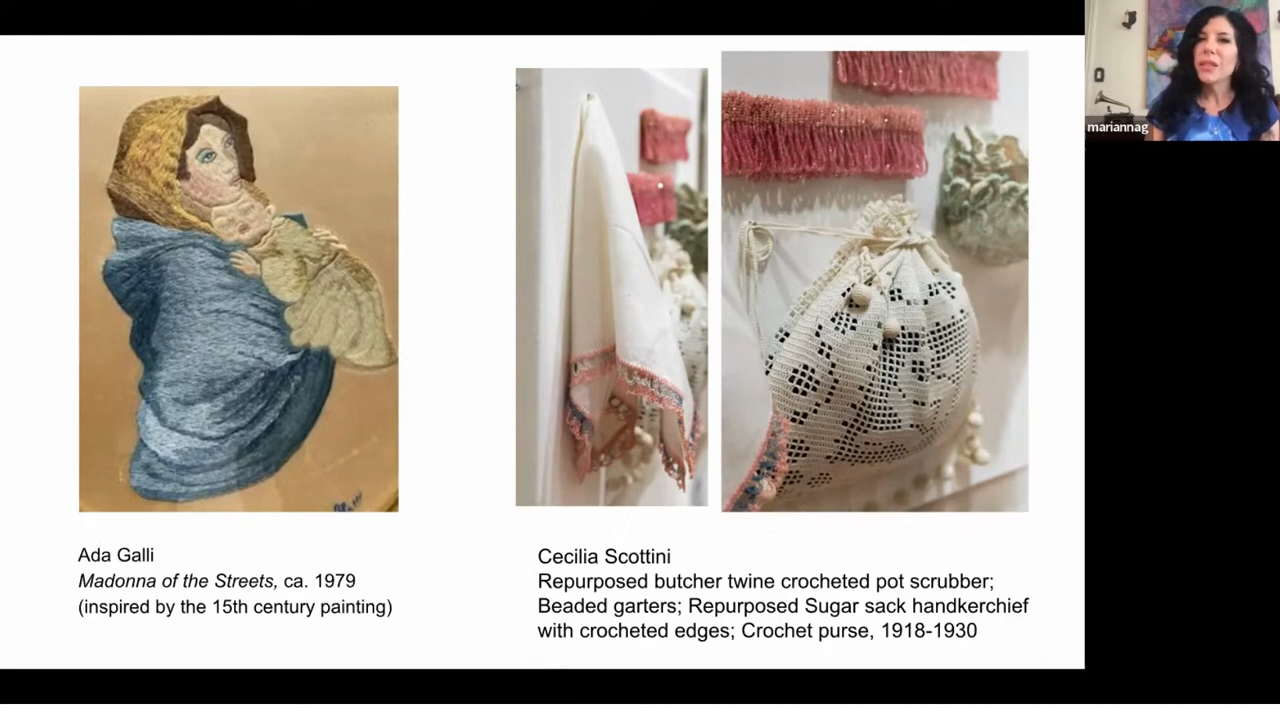 mariannag
Ada Galli
Madonna of the Streets, ca. 1979
(inspired by the 15th century painting)
Cecilia Scottini
Repurposed butcher twine crocheted pot scrubber;
Beaded garters; Repurposed Sugar sack handkerchief
with crocheted edges; Crochet purse, 1918-1930